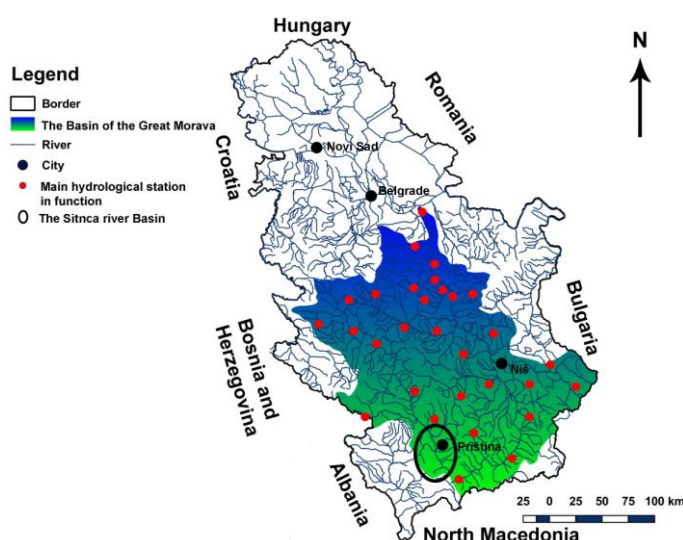 Hungary
N
Legend
Border
The Basin of the Great Morava
River
City
Main hydrological station
in function
The Sitnca river Basin
Romania
Croatia
Novi Sad
Belgrade
Bulgaria
Bosnia and
Herzegovina
Niš
Priština
Albania
25 0 25 50 75 100 km
North Macedonia